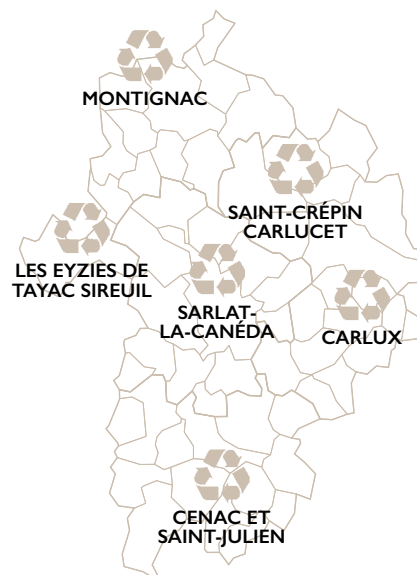 MONTIGNAC
SAINT-CRÉPIN
CARLUCET
LES EYZIES DE
TAYAC SIREUIL
SARLAT-
LA-CANÉDA
CARLUX
CENAC ET
SAINT-JULIEN